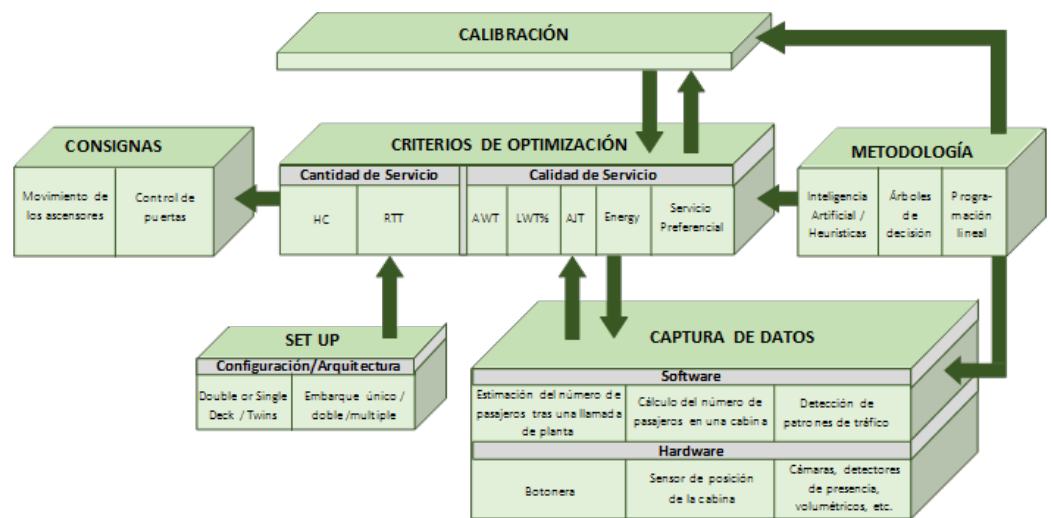 CALIBRACIÓN
CONSIGNAS
Movimiento de
los ascensores
Control de
puertas
CRITERIOS DE OPTIMIZACIÓN
Cantidad de Servicio
Calidad de Servicio
HC
RTT
AWT
LWT%
AJT
Energy
Servicio
Preferencial
METODOLOGÍA
Inteligencia
Artificial /
Heurísticas
Árboles
de
decisión
Progra-
mación
lineal
SET UP
Configuración/Arquitectura
Double or Single
Deck / Twins
Embarque único /
doble/multiple
CAPTURA DE DATOS
Software
Estimación del número de
pasajeros tras una llamada
de planta
Cálculo del número de
pasajeros en una cabina
Detección de
patrones de tráfico
Hardware
Botonera
Sensor de posición
de la cabina
Cámaras, detectores
de presencia,
volumétricos, etc.